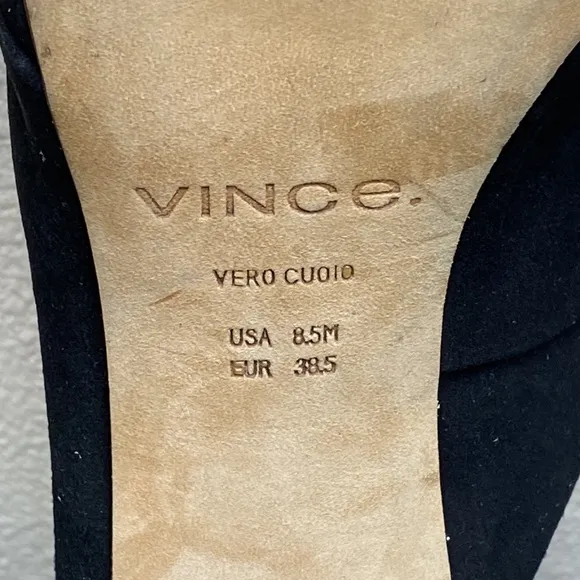 VINCe.
VERO CUOIO
USA 8.5M
EUR 38.5